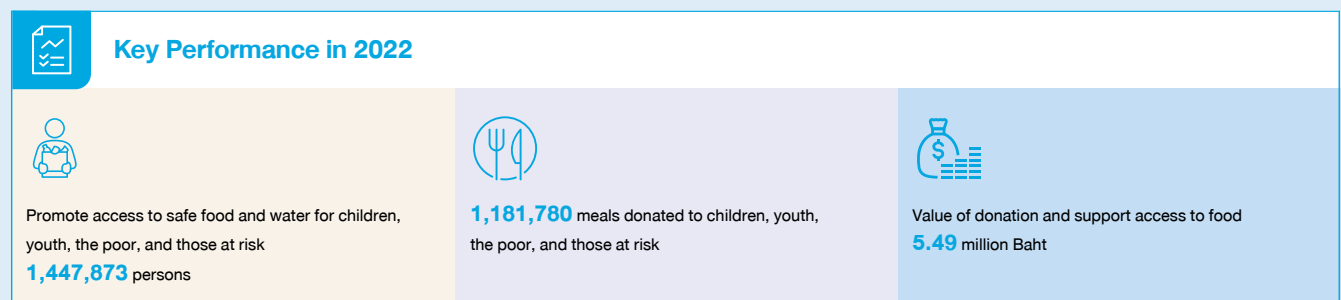 Key Performance in 2022
Promote access to safe food and water for children,
youth, the poor, and those at risk
1,447,873 persons
1,181,780 meals donated to children, youth,
the poor, and those at risk
$
Value of donation and support access to food
5.49 million Baht